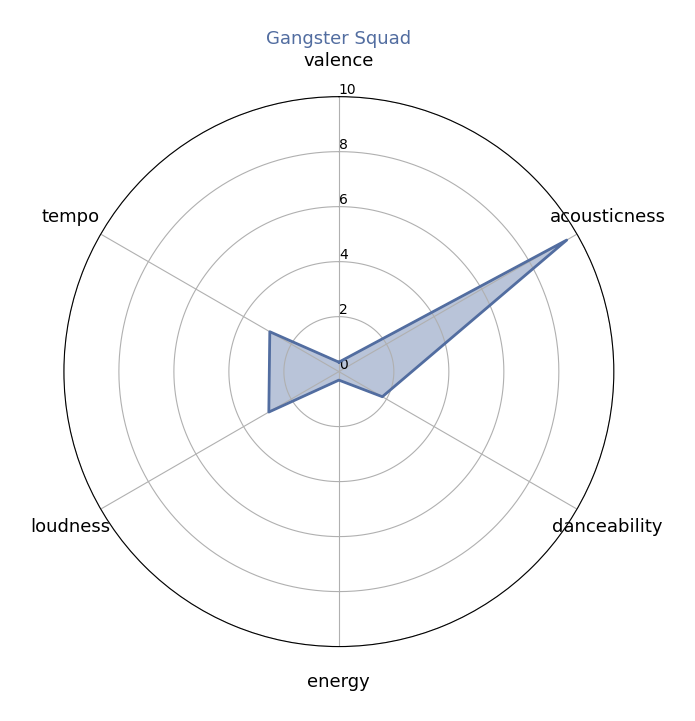 Gangster Squad
valence
10
8
6
4
2
0
tempo
acousticness
loudness
danceability
energy